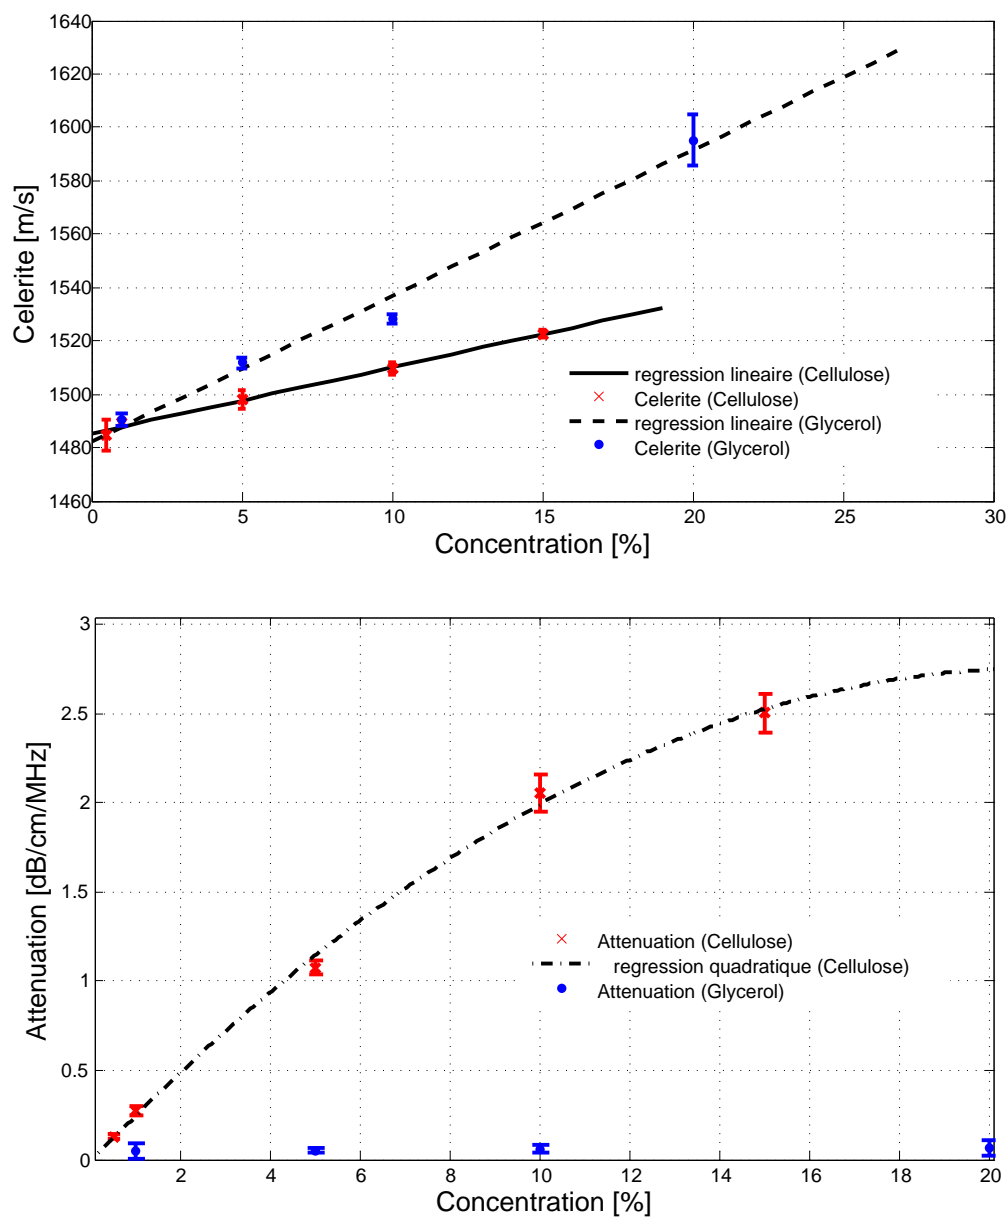 1640
1620
1600
1580
1560
1540
1520
1500
1480
1460
Celerite [m/s]
regression lineaire (Cellulose)
Celerite (Cellulose)
regression lineaire (Glycerol)
Celerite (Glycerol)
0 5 10 15 20 25 30
Concentration [%]
3
2.5
2
1.5
1
0.5
0
Attenuation [dB/cm/MHz]
Attenuation (Cellulose)
regression quadratique (Cellulose)
Attenuation (Glycerol)
2 4 6 8 10 12 14 16 18 20
Concentration [%]